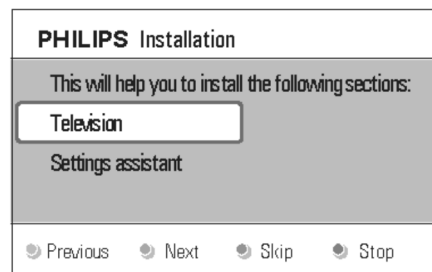 PHILIPS Installation
This will help you to install the following sections:
Television
Settings assistant
Previous Next Skip Stop